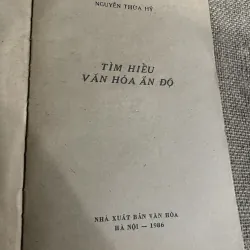 NGUYỄN THỪA HỶ
TÌM HIỂU
VĂN HÓA ẤN ĐỘ
NHÀ XUẤT BẢN VĂN HÓA
HÀ NỘI — 1986